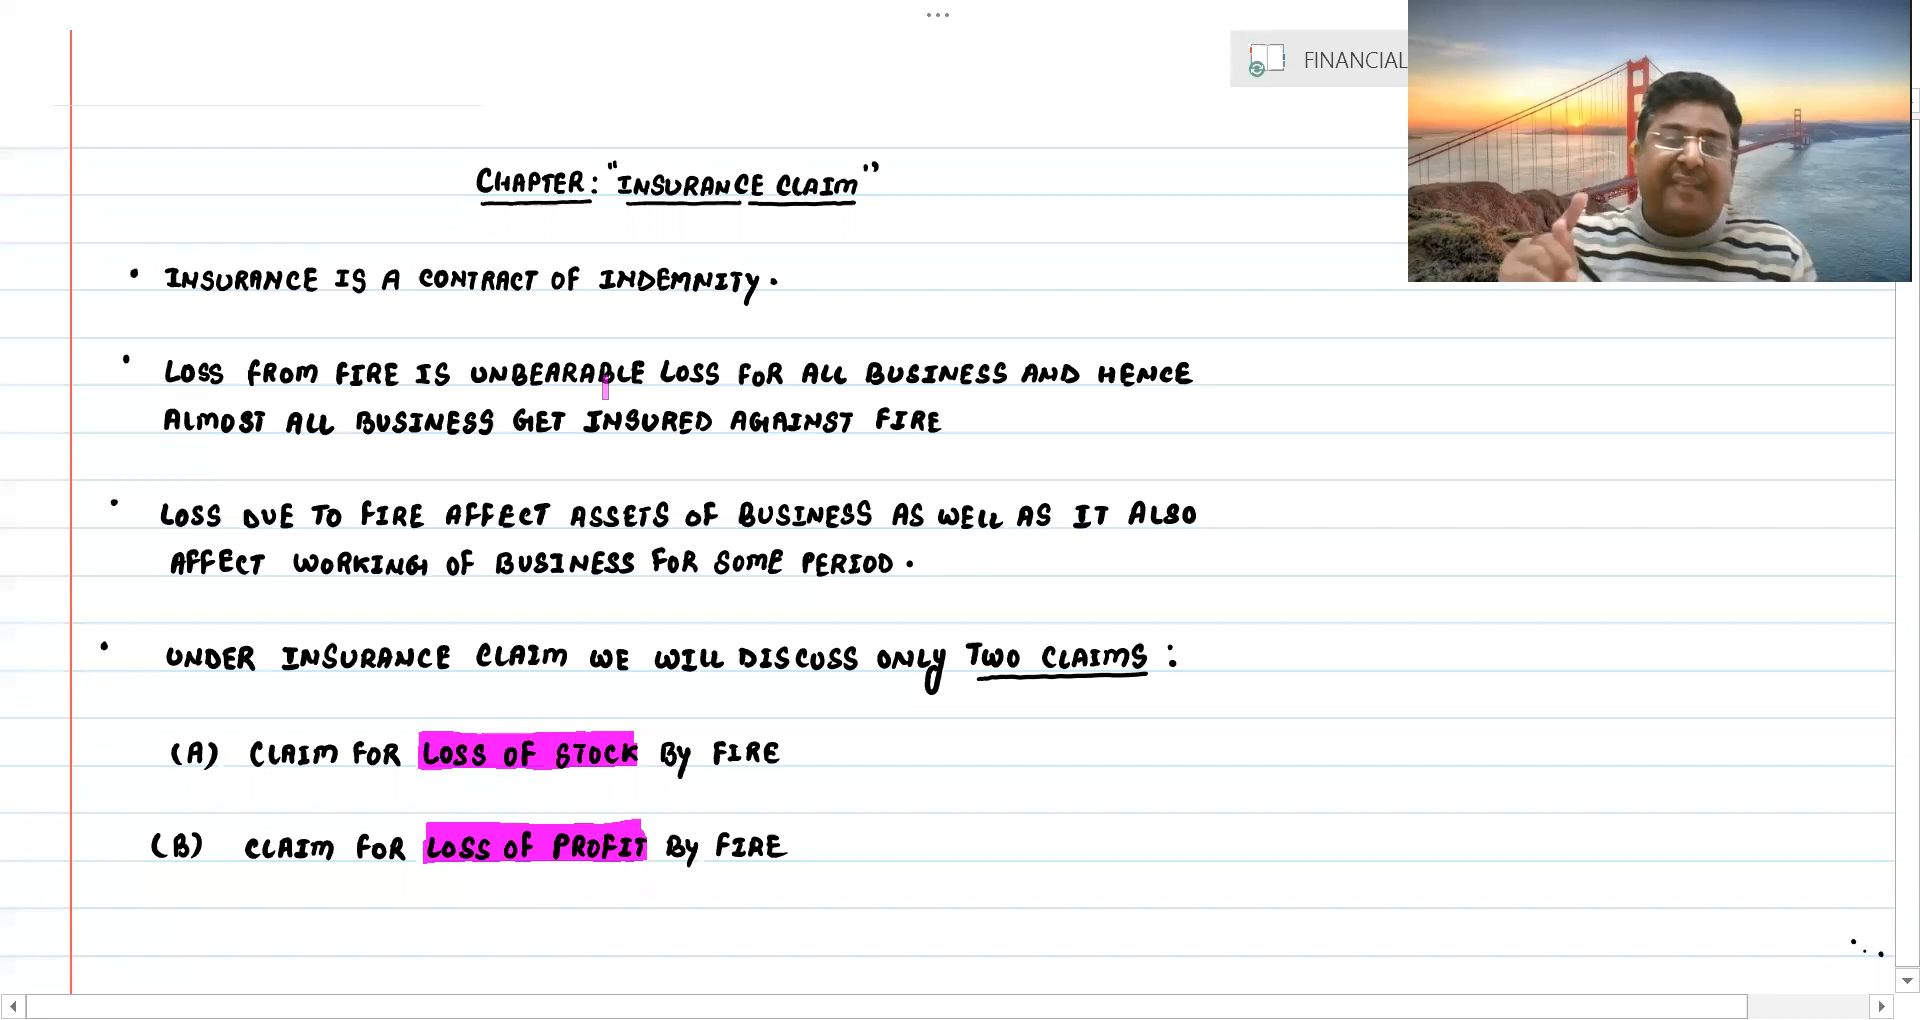 FINANCIAL
CHAPTER: "INSURANCE CLAIM"
• INSURANCE IS A CONTRACT OF INDEMNITY.
• LOSS FROM FIRE IS UNBEARABLE LOSS FOR ALL BUSINESS AND HENCE
ALMOST ALL BUSINESS GET INSURED AGAINST FIRE
• LOSS DUE TO FIRE AFFECT ASSETS OF BUSINESS AS WELL AS IT ALSO
AFFECT WORKING OF BUSINESS FOR SOME PERIOD.
• UNDER INSURANCE CLAIM WE WILL DISCUSS ONLY TWO CLAIMS:
(A) CLAIM FOR LOSS OF STOCK BY FIRE
(B) CLAIM FOR LOSS OF PROFIT BY FIRE